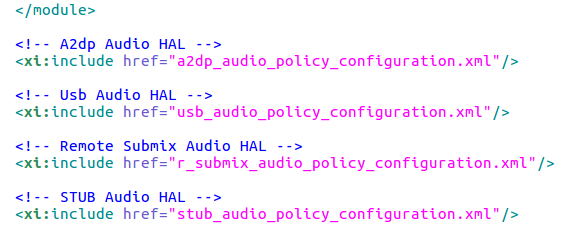 </module>
<!-- A2dp Audio HAL -->
<xi:include href="a2dp_audio_policy_configuration.xml"/>
<!-- Usb Audio HAL -->
<xi:include href="usb_audio_policy_configuration.xml"/>
<!-- Remote Submix Audio HAL -->
<xi:include href="r_submix_audio_policy_configuration.xml"/>
<!-- STUB Audio HAL -->
<xi:include href="stub_audio_policy_configuration.xml"/>